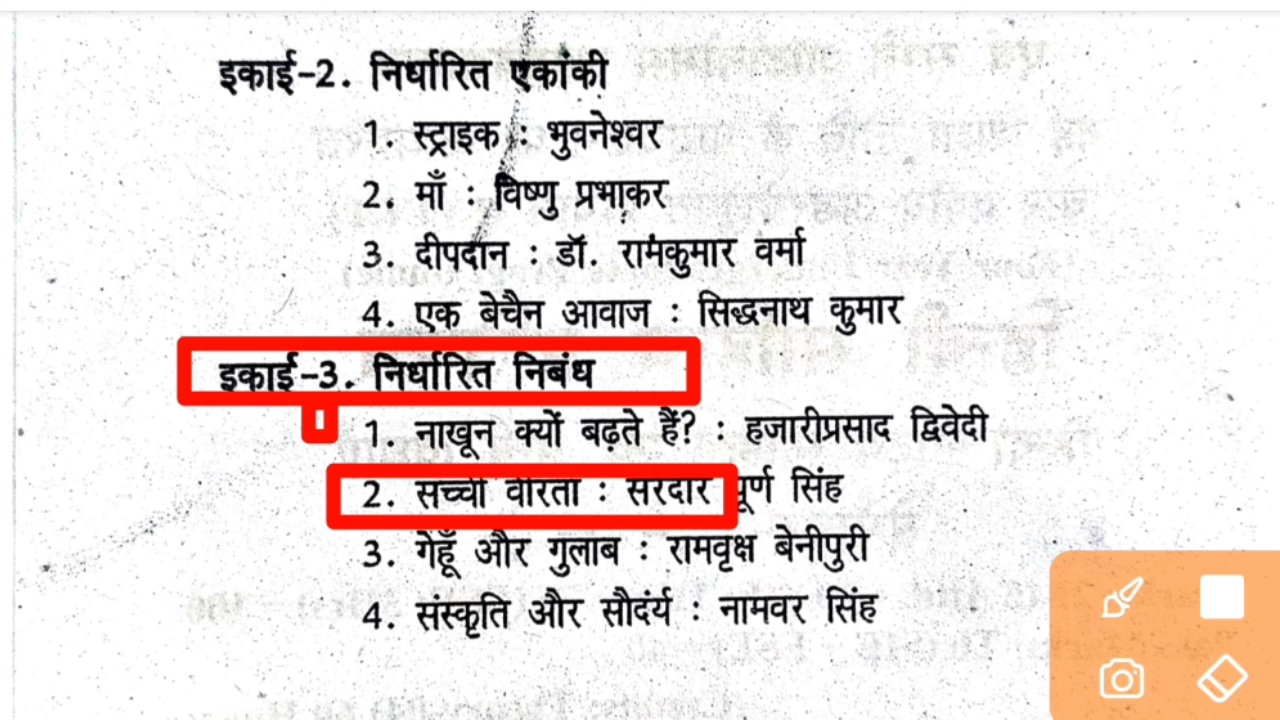 इकाई-2. निर्धारित एकांकी
1. स्ट्राइक : भुवनेश्वर
2. माँ : विष्णु प्रभाकर
3. दीपदान : डॉ. रामकुमार वर्मा
4. एक बेचैन आवाज : सिद्धनाथ कुमार
इकाई-3. निर्धारित निबंध
1. नाखून क्यों बढ़ते हैं? : हजारीप्रसाद द्विवेदी
2. सच्ची वीरता : सरदार पूर्ण सिंह
3. गेहूँ और गुलाब : रामवृक्ष बेनीपुरी
4. संस्कृति और सौदंर्य : नामवर सिंह